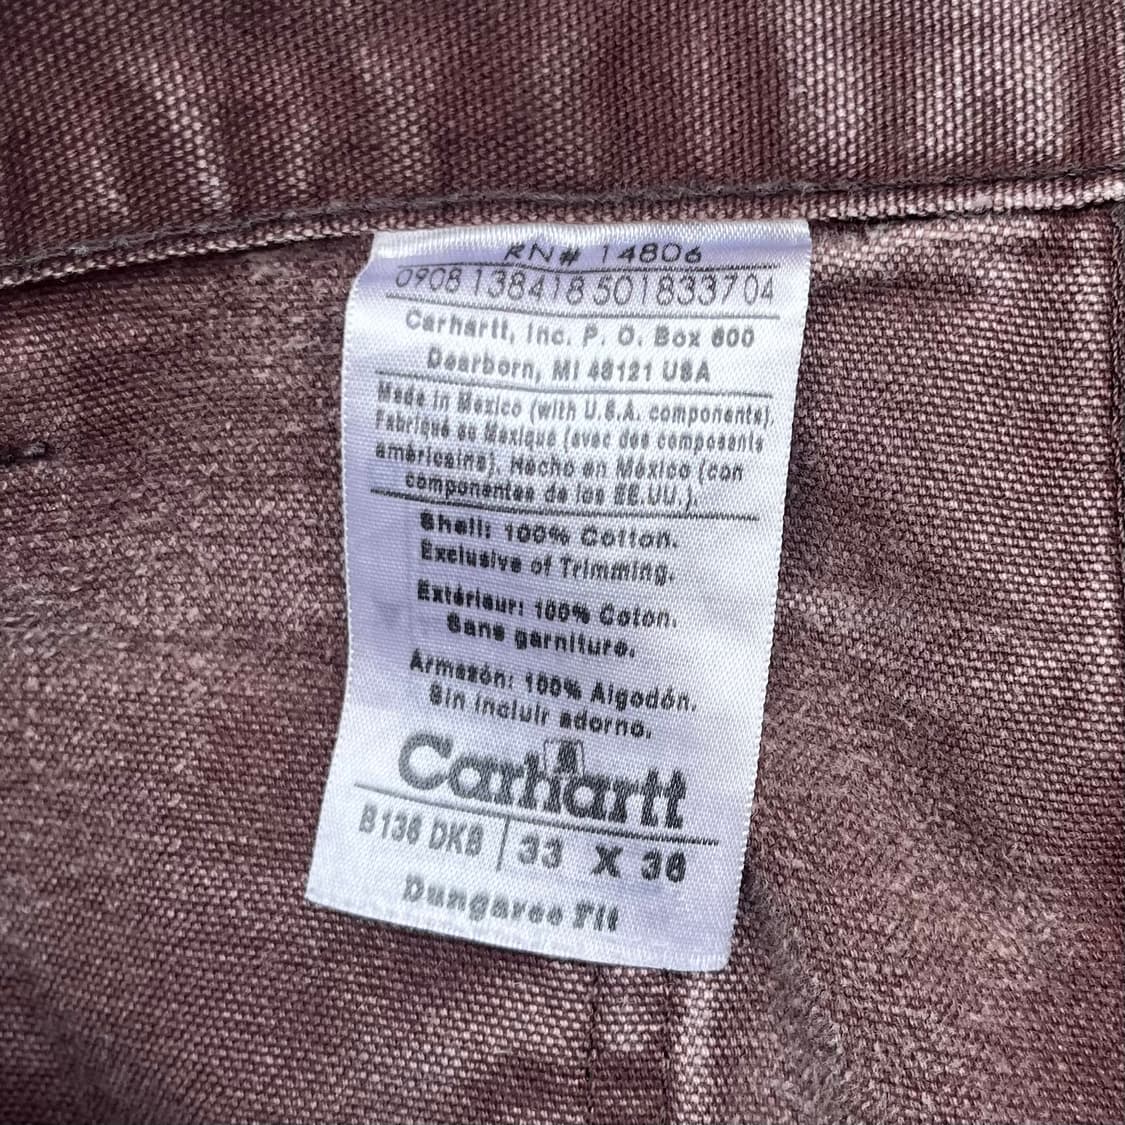 RN# 14806
0908 138418 501833704
Carhartt, Inc. P. O. Box 600
Dearborn, MI 48121 USA
Made in Mexico (with U.S.A. components).
Fabriqué au Mexique (avec des composants
américains). Hecho en México (con
componentes de los EE.UU.).
Shell: 100% Cotton.
Exclusive of Trimming.
Extérieur: 100% Coton.
Sans garniture.
Armazón: 100% Algodón.
Sin incluir adorno.
Carhartt
B136 DKB | 33 X 36
Dungaree Fit